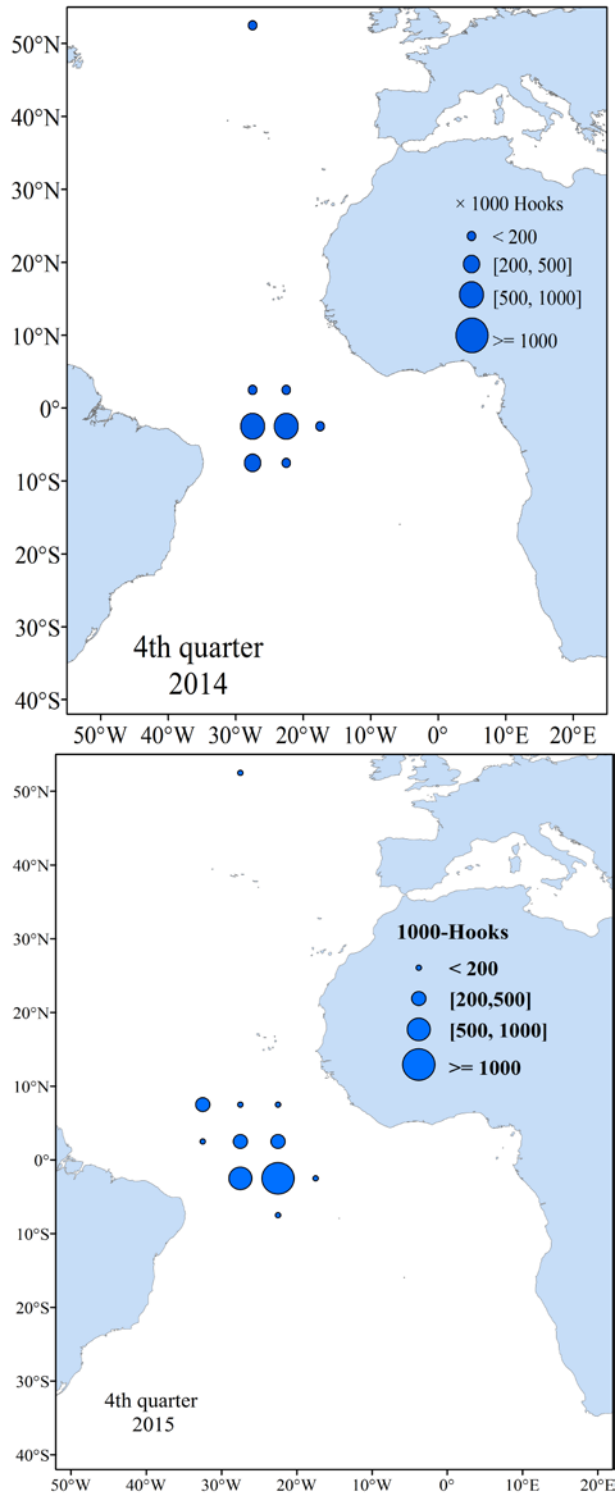 50°N
40°N
30°N
× 1000 Hooks
< 200
20°N
[200, 500]
[500, 1000]
10°N
>= 1000
0°
10°S
20°S
30°S
4th quarter
2014
40°S
50°W 40°W 30°W 20°W 10°W 0° 10°E 20°E
50°N
40°N
30°N
1000-Hooks
< 200
20°N
[200,500]
[500, 1000]
>= 1000
10°N
0°
10°S
20°S
30°S
4th quarter
2015
40°S
50°W 40°W 30°W 20°W 10°W 0° 10°E 20°E